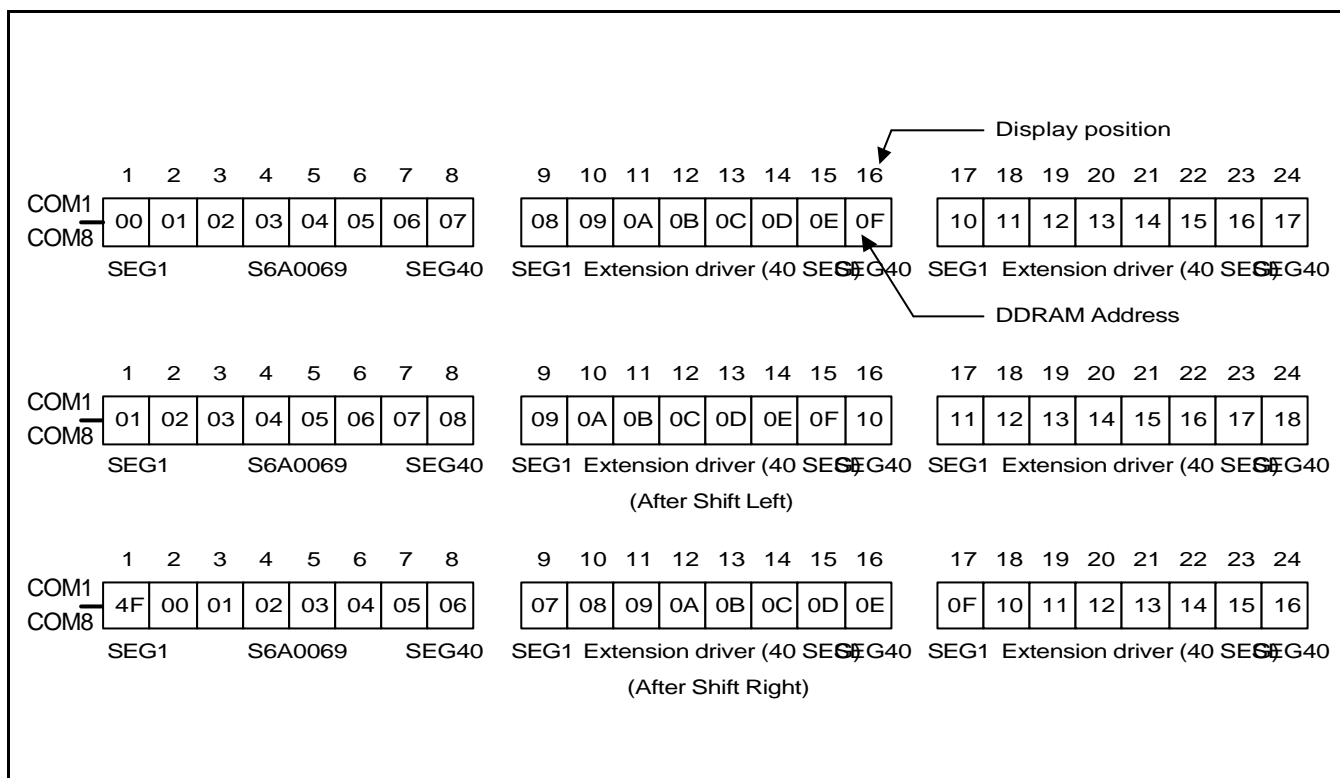 Display position
1 2 3 4 5 6 7 8 9 10 11 12 13 14 15 16 17 18 19 20 21 22 23 24
COM1
00 01 02 03 04 05 06 07 08 09 0A 0B 0C 0D 0E 0F 10 11 12 13 14 15 16 17
COM8
SEG1 S6A0069 SEG40 SEG1 Extension driver (40 SEG) SEG40 SEG1 Extension driver (40 SEG) SEG40
DDRAM Address
1 2 3 4 5 6 7 8 9 10 11 12 13 14 15 16 17 18 19 20 21 22 23 24
COM1
01 02 03 04 05 06 07 08 09 0A 0B 0C 0D 0E 0F 10 11 12 13 14 15 16 17 18
COM8
SEG1 S6A0069 SEG40 SEG1 Extension driver (40 SEG) SEG40 SEG1 Extension driver (40 SEG) SEG40
(After Shift Left)
1 2 3 4 5 6 7 8 9 10 11 12 13 14 15 16 17 18 19 20 21 22 23 24
COM1
4F 00 01 02 03 04 05 06 07 08 09 0A 0B 0C 0D 0E 0F 10 11 12 13 14 15 16
COM8
SEG1 S6A0069 SEG40 SEG1 Extension driver (40 SEG) SEG40 SEG1 Extension driver (40 SEG) SEG40
(After Shift Right)